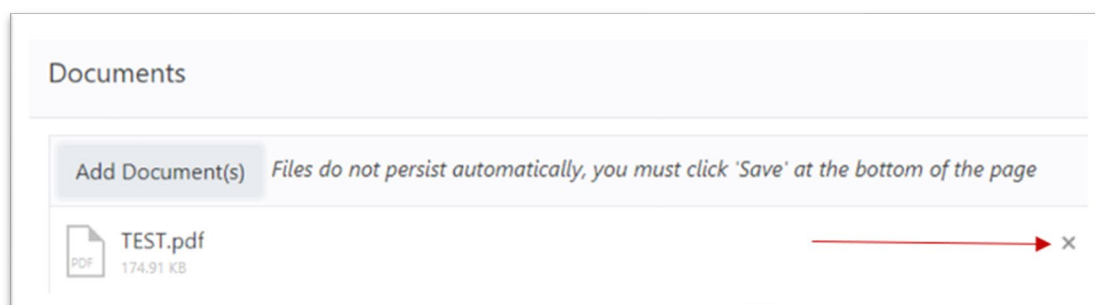 Documents
Add Document(s) Files do not persist automatically, you must click 'Save' at the bottom of the page
TEST.pdf
PDF 174.91 KB